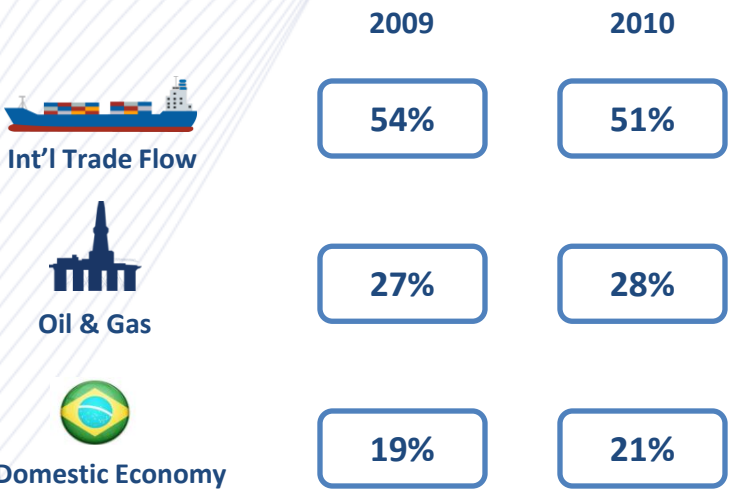 2009 2010
54% 51%
Int'l Trade Flow
27% 28%
Oil & Gas
19% 21%
Domestic Economy